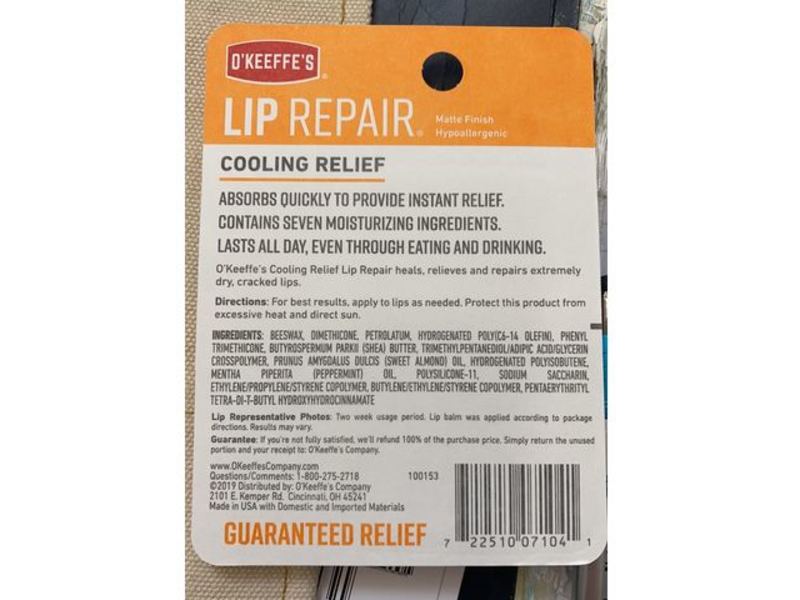 O'KEEFFE'S®
LIP REPAIR®
Matte Finish
Hypoallergenic
COOLING RELIEF
ABSORBS QUICKLY TO PROVIDE INSTANT RELIEF.
CONTAINS SEVEN MOISTURIZING INGREDIENTS.
LASTS ALL DAY, EVEN THROUGH EATING AND DRINKING.
O'Keeffe's Cooling Relief Lip Repair heals, relieves and repairs extremely
dry, cracked lips.
Directions: For best results, apply to lips as needed. Protect this product from
excessive heat and direct sun.
INGREDIENTS: BEESWAX, DIMETHICONE, PETROLATUM, HYDROGENATED POLY(C6-14 OLEFIN), PHENYL
TRIMETHICONE, BUTYROSPERMUM PARKII (SHEA) BUTTER, TRIMETHYLPENTANEDIOL/ADIPIC ACID/GLYCERIN
CROSSPOLYMER, PRUNUS AMYGDALUS DULCIS (SWEET ALMOND) OIL, HYDROGENATED POLYISOBUTENE,
MENTHA PIPERITA (PEPPERMINT) OIL, POLYSILICONE-11, SODIUM SACCHARIN,
ETHYLENE/PROPYLENE/STYRENE COPOLYMER, BUTYLENE/ETHYLENE/STYRENE COPOLYMER, PENTAERYTHRITYL
TETRA-DI-T-BUTYL HYDROXYHYDROCINNAMATE
Lip Representative Photos: Two week usage period. Lip balm was applied according to package
directions. Results may vary.
Guarantee: If you're not fully satisfied, we'll refund 100% of the purchase price. Simply return the unused
portion and your receipt to: O'Keeffe's Company.
www.OKeeffesCompany.com
Questions/Comments: 1-800-275-2718 100153
©2019 Distributed by: O'Keeffe's Company
2101 E. Kemper Rd. Cincinnati, OH 45241
Made in USA with Domestic and Imported Materials
GUARANTEED RELIEF
7 22510 07104 1